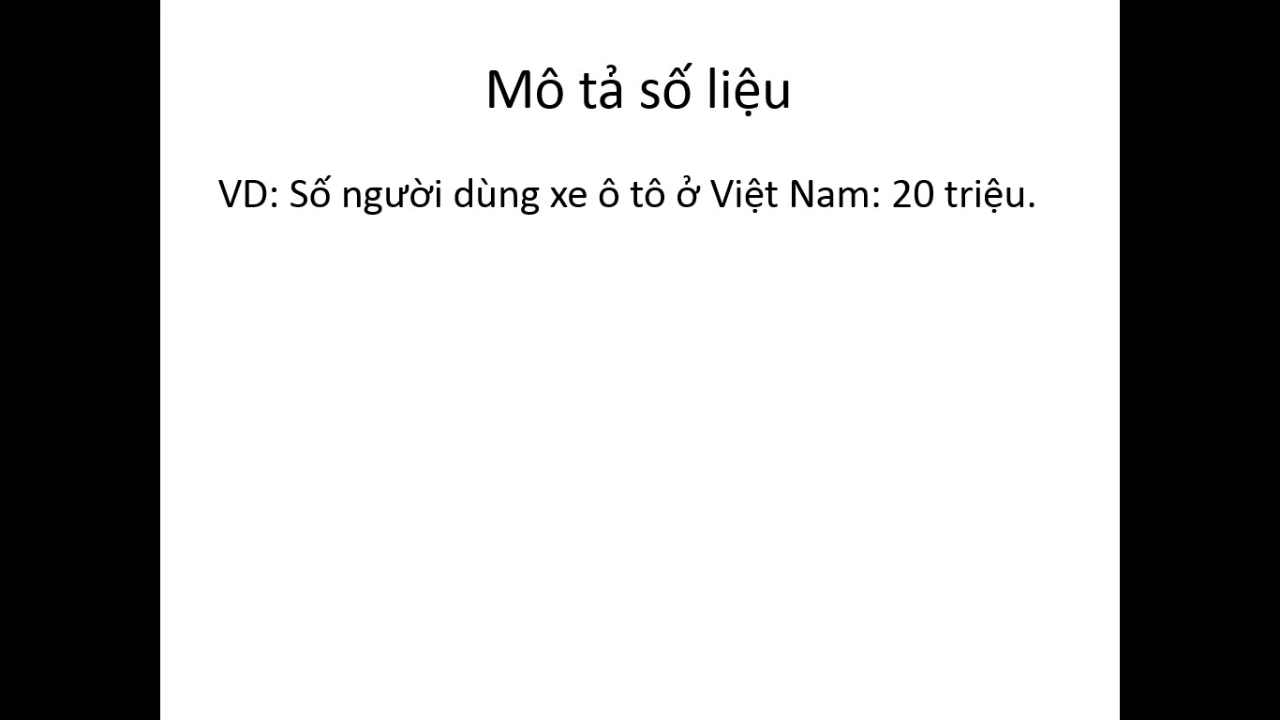 Mô tả số liệu
VD: Số người dùng xe ô tô ở Việt Nam: 20 triệu.